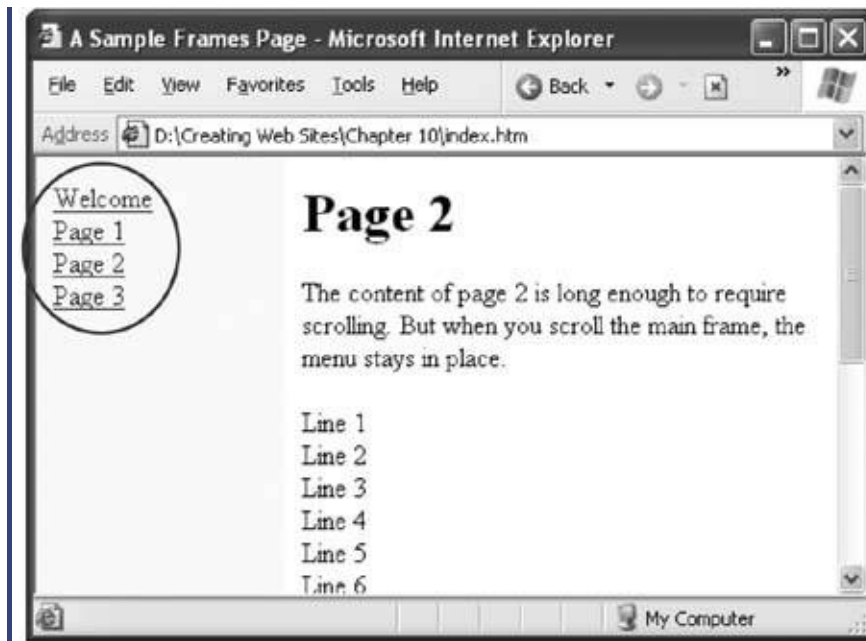 A Sample Frames Page - Microsoft Internet Explorer
File Edit View Favorites Tools Help Back »
Address D:\Creating Web Sites\Chapter 10\index.htm
Welcome
Page 1
Page 2
Page 3
Page 2
The content of page 2 is long enough to require
scrolling. But when you scroll the main frame, the
menu stays in place.
Line 1
Line 2
Line 3
Line 4
Line 5
Line 6
My Computer